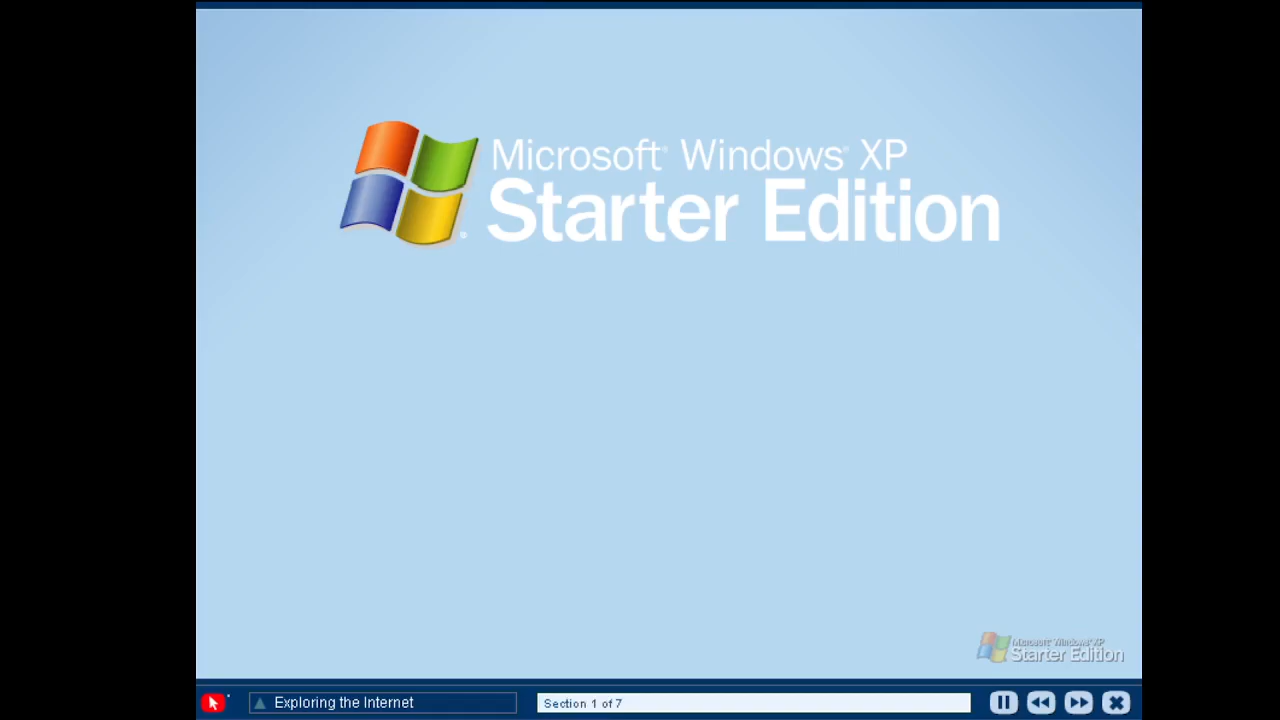 Microsoft® Windows® XP
Starter Edition
Microsoft® Windows® XP
Starter Edition
Exploring the Internet
Section 1 of 7